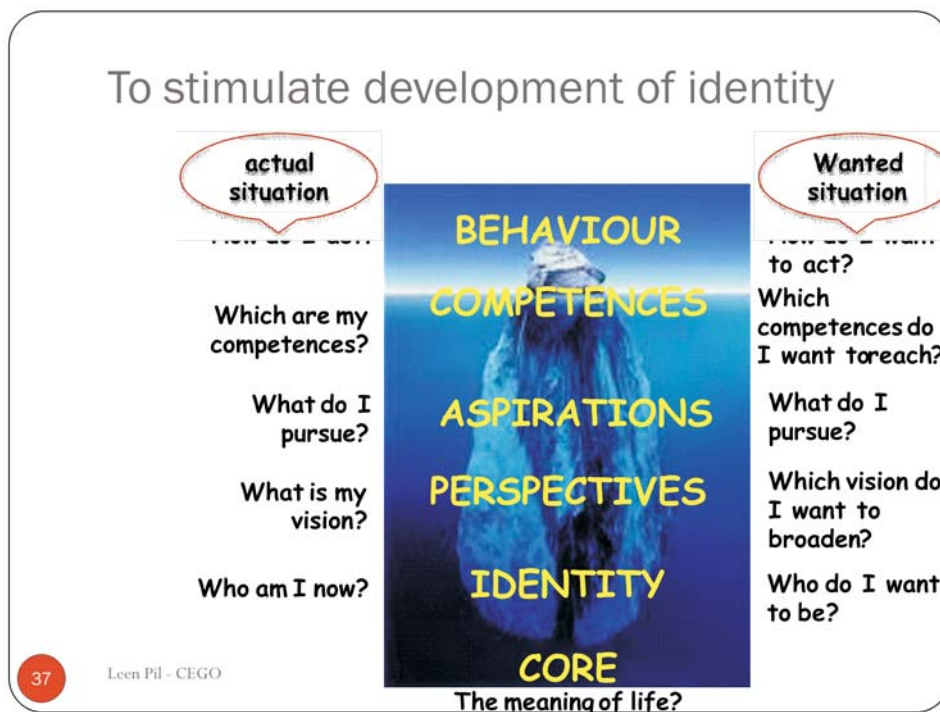 To stimulate development of identity
actual
situation
Wanted
situation
BEHAVIOUR
to act?
COMPETENCES
Which are my
competences?
Which
competences do
I want toreach?
What do I
pursue?
ASPIRATIONS
What do I
pursue?
What is my
vision?
PERSPECTIVES
Which vision do
I want to
broaden?
Who am I now?
IDENTITY
Who do I want
to be?
CORE
The meaning of life?
37
Leen Pil - CEGO